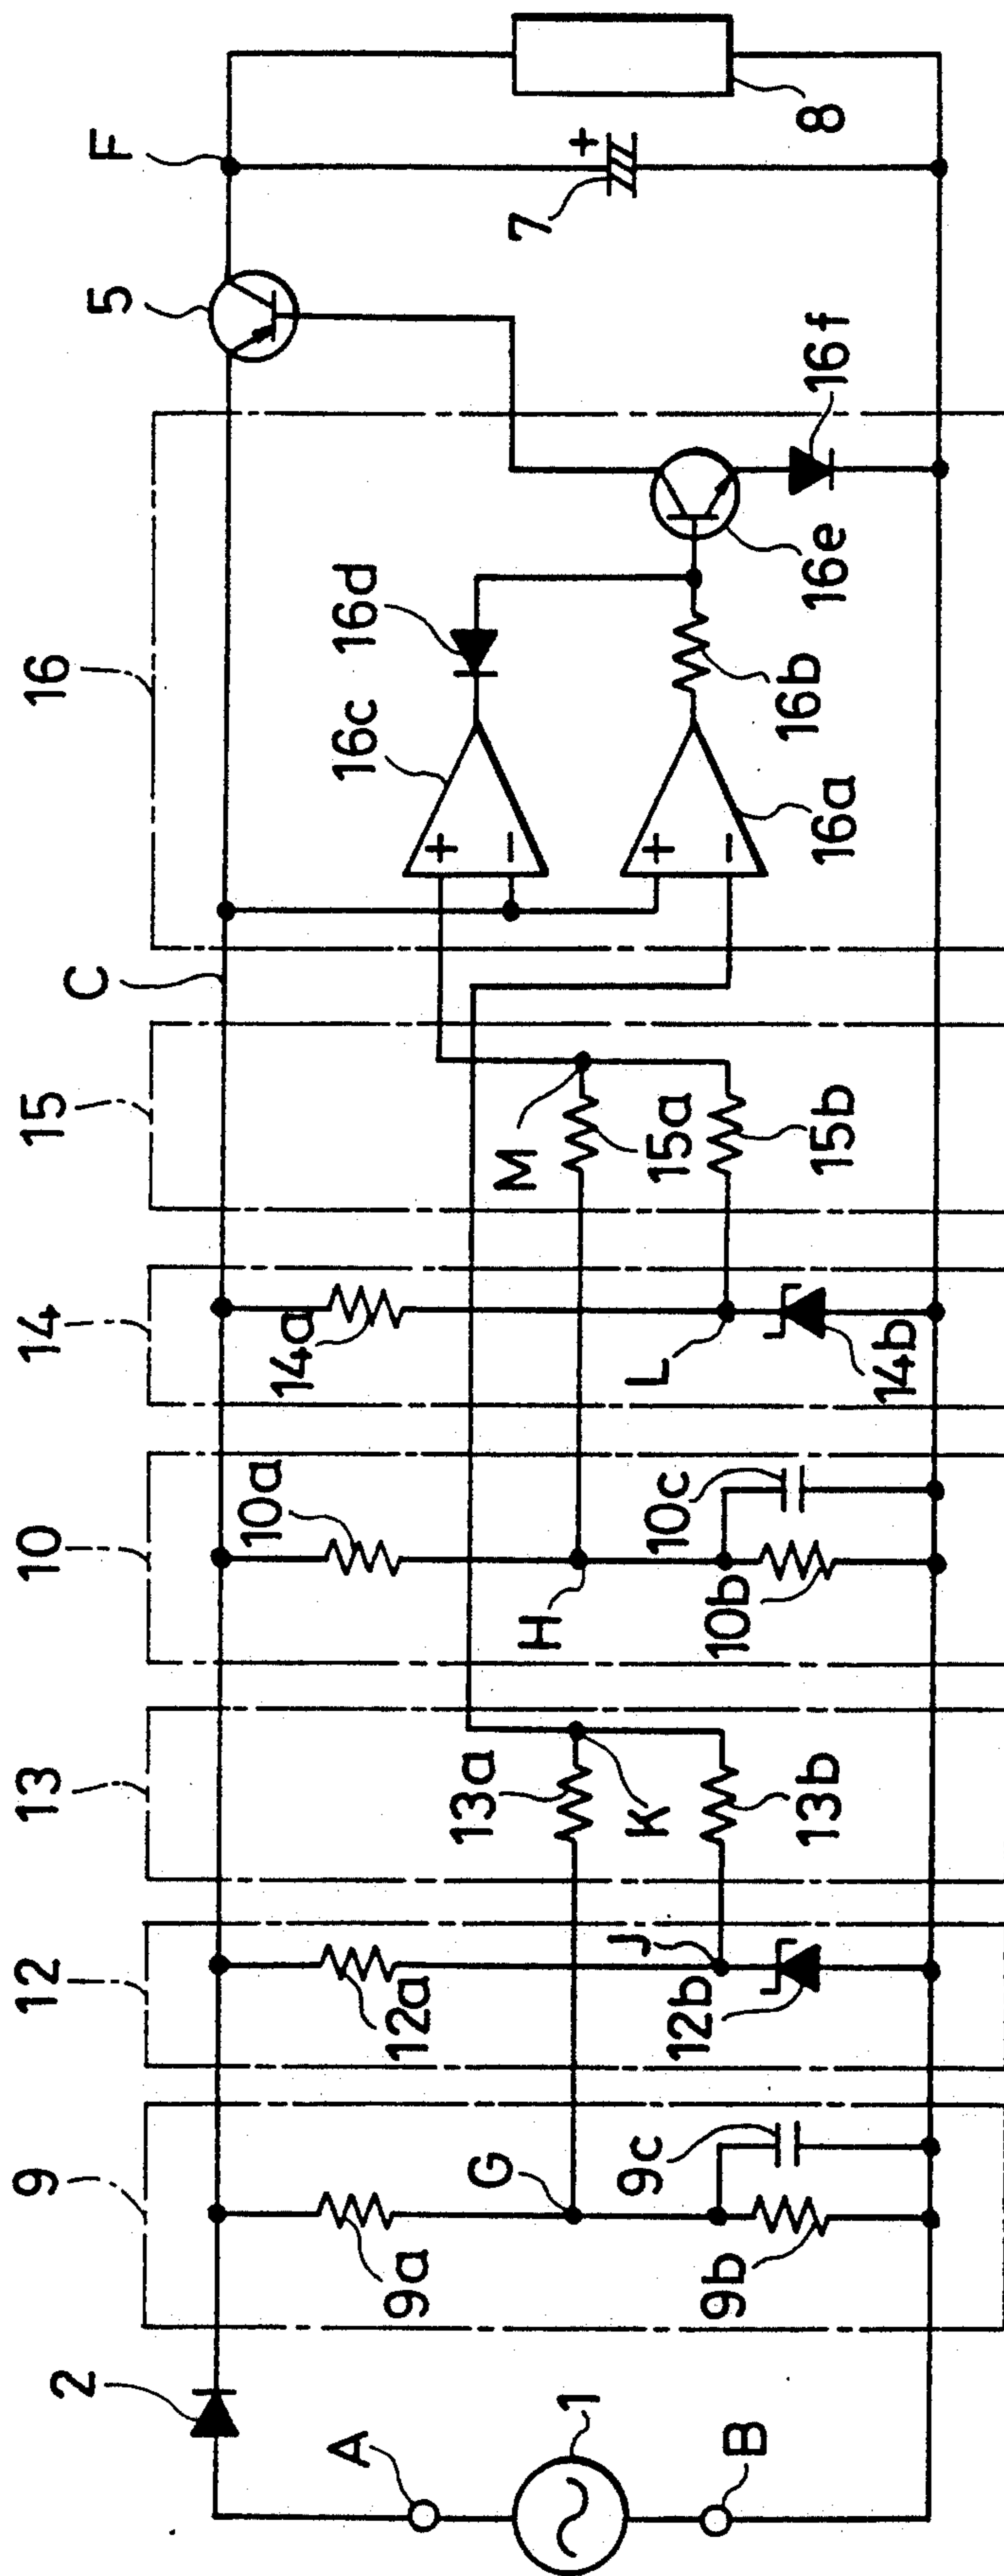 1
A
B
2
9
9a
9b
9c
G
12
12a
12b
J
13
13a
13b
K
10
10a
10b
10c
H
14
14a
14b
L
15
15a
15b
M
C
16
16c
16d
16a
16b
16e
16f
+
−
+
−
5
F
7
+
8